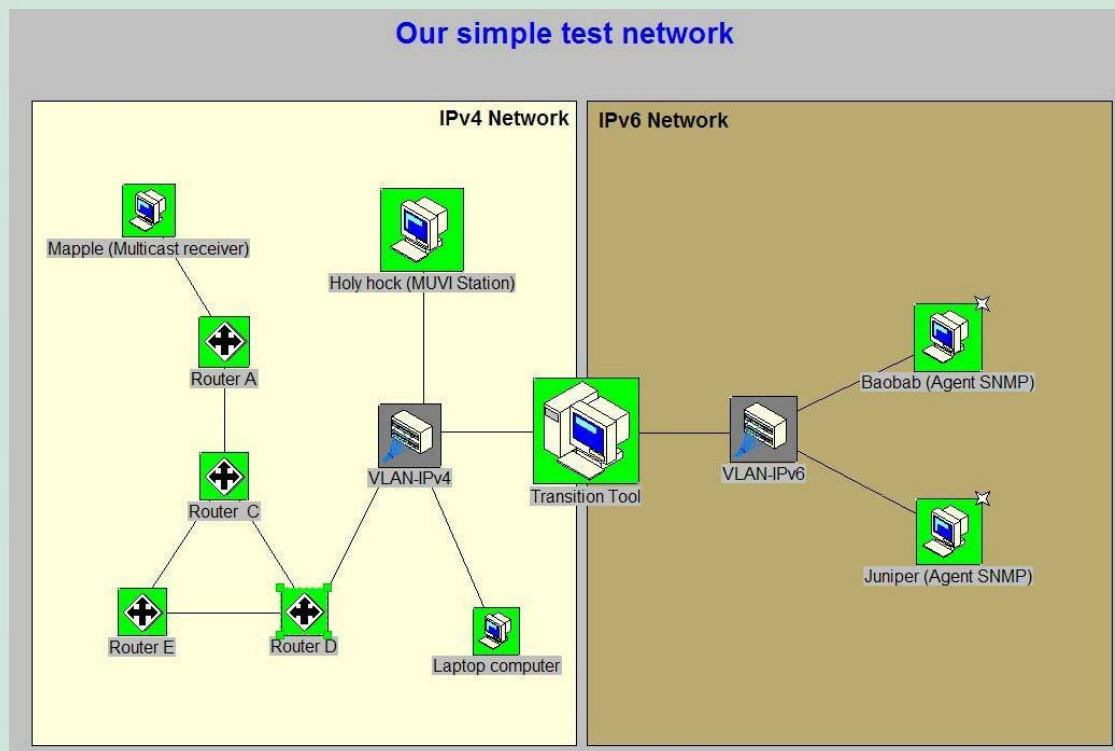 Our simple test network
IPv4 Network
IPv6 Network
Mapple (Multicast receiver)
Holy hock (MUVI Station)
Router A
Baobab (Agent SNMP)
VLAN-IPv4
VLAN-IPv6
Transition Tool
Router C
Juniper (Agent SNMP)
Router E
Router D
Laptop computer